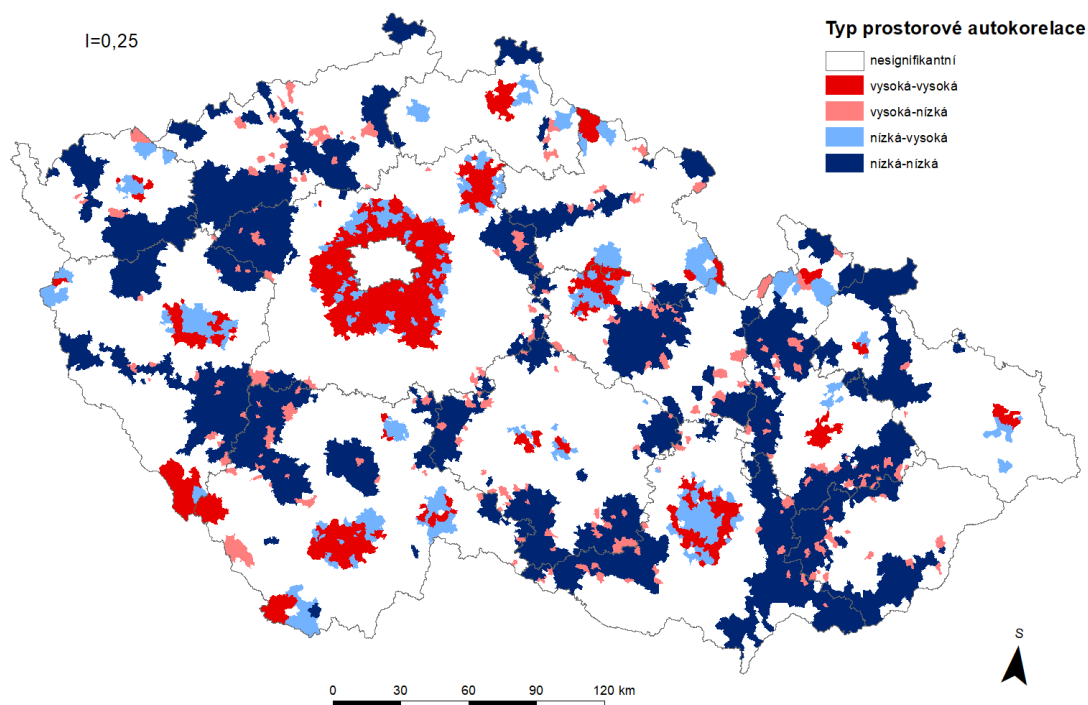 I=0,25
Typ prostorové autokorelace
nesignifikantní
vysoká-vysoká
vysoká-nízká
nízká-vysoká
nízká-nízká
S
0 30 60 90 120 km